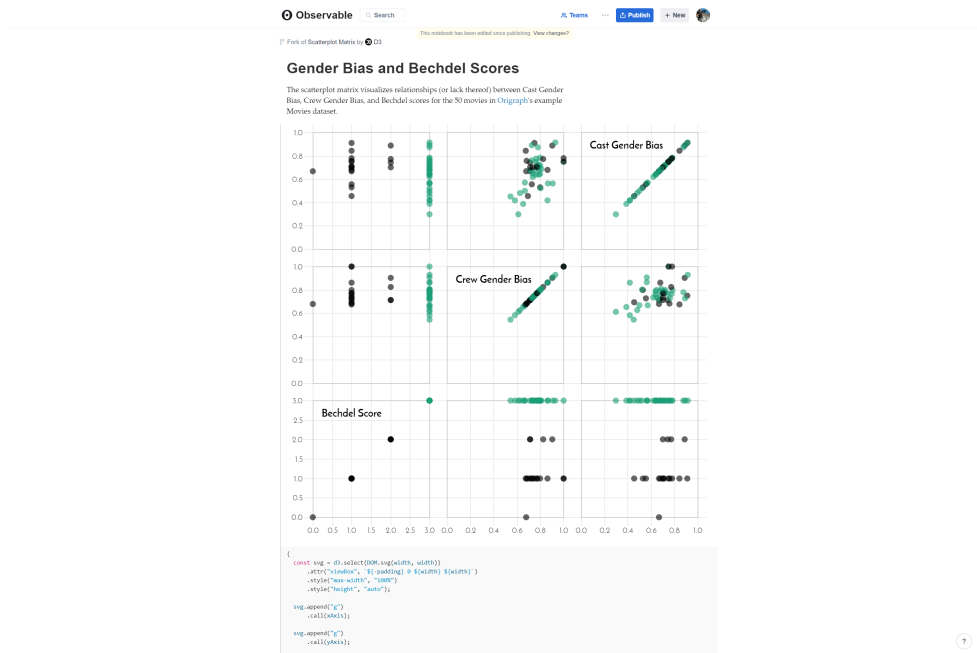 Observable
Search
Teams
Publish
+ New
This notebook has been edited since publishing. View changes?
Fork of Scatterplot Matrix by D3
Gender Bias and Bechdel Scores
The scatterplot matrix visualizes relationships (or lack thereof) between Cast Gender
Bias, Crew Gender Bias, and Bechdel scores for the 50 movies in Origraph's example
Movies dataset.
1.0
0.8
0.6
0.4
0.2
0.0
Cast Gender Bias
1.0
0.8
0.6
0.4
0.2
0.0
Crew Gender Bias
3.0
2.5
2.0
1.5
1.0
0.5
0.0
Bechdel Score
0.0 0.5 1.0 1.5 2.0 2.5 3.0 0.0 0.2 0.4 0.6 0.8 1.0 0.0 0.2 0.4 0.6 0.8 1.0
{
const svg = d3.select(DOM.svg(width, width))
.attr("viewBox", `${-padding} 0 ${width} ${width}`)
.style("max-width", "100%")
.style("height", "auto");
svg.append("g")
.call(xAxis);
svg.append("g")
.call(yAxis);
?